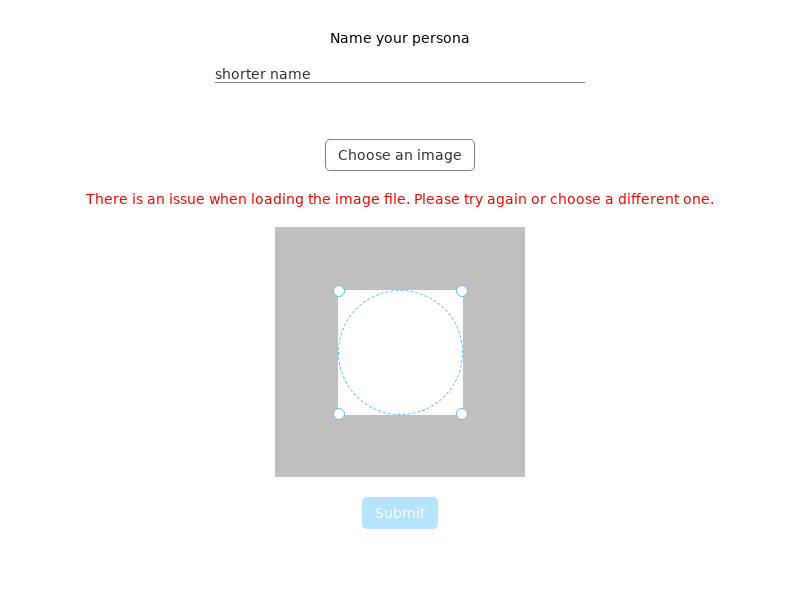 Name your persona
shorter name
Choose an image
There is an issue when loading the image file. Please try again or choose a different one.
Submit